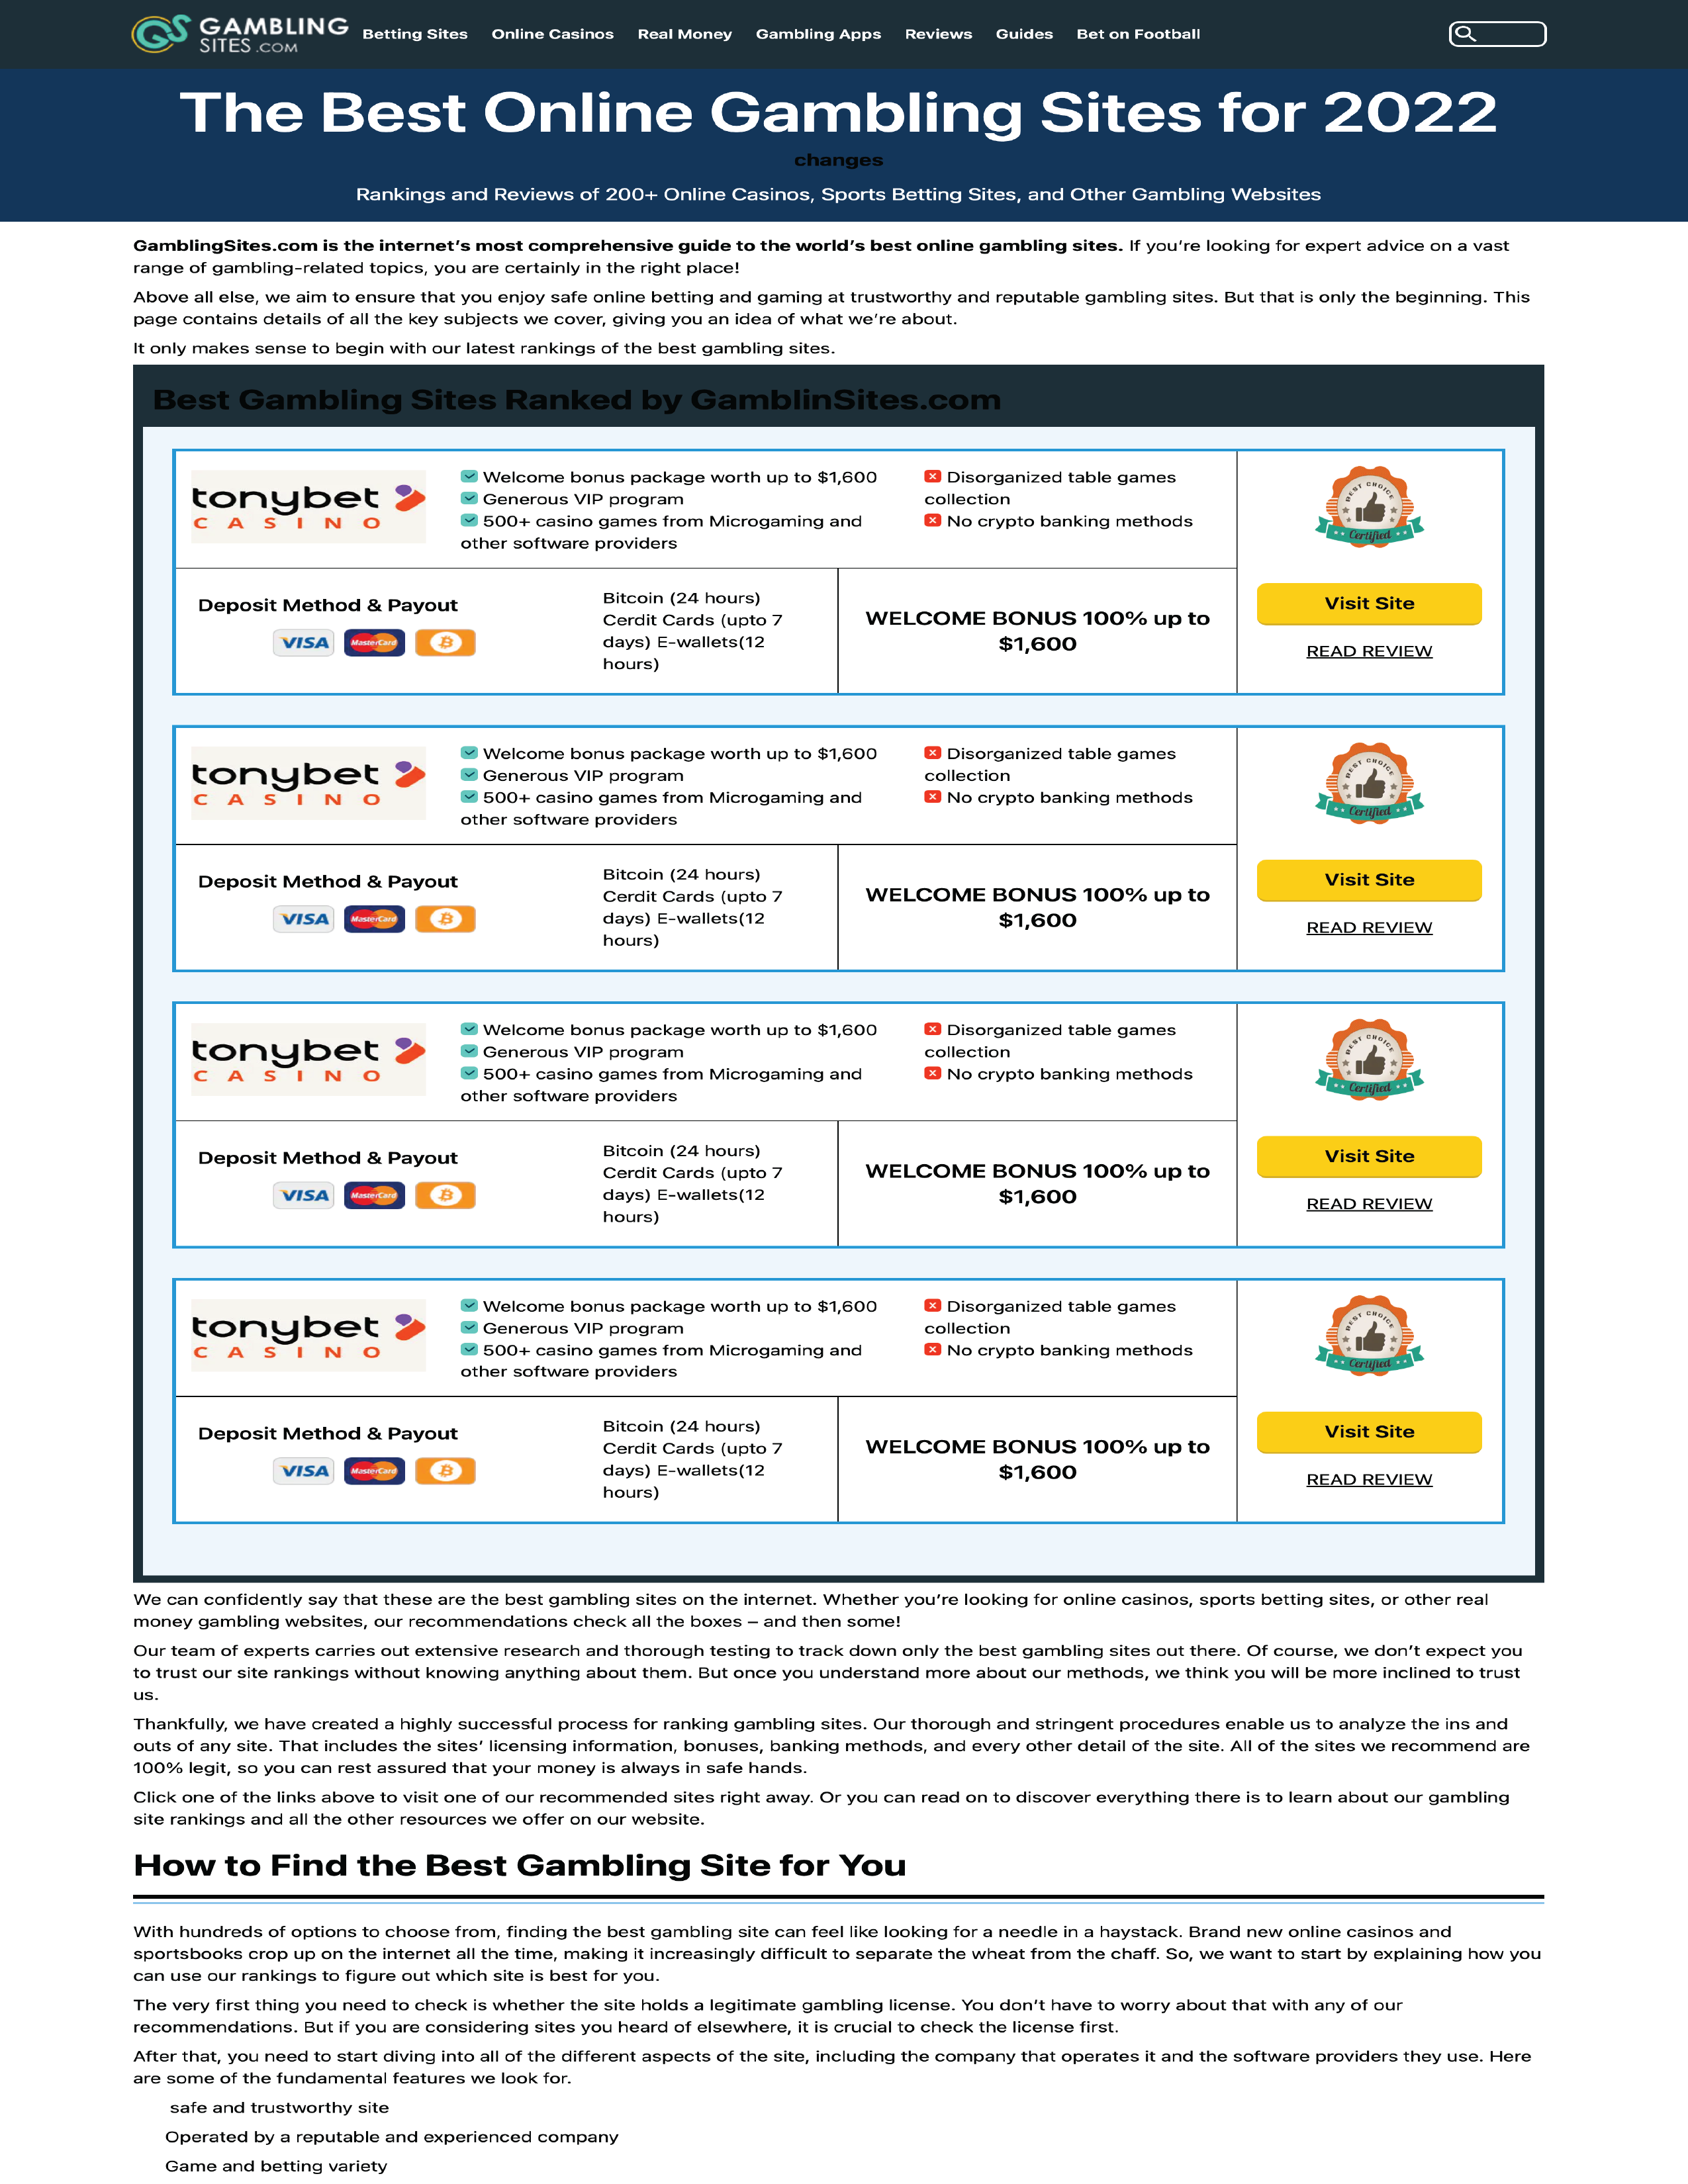 GAMBLING
SITES.COM
Betting Sites Online Casinos Real Money Gambling Apps Reviews Guides Bet on Football
The Best Online Gambling Sites for 2022
changes
Rankings and Reviews of 200+ Online Casinos, Sports Betting Sites, and Other Gambling Websites
GamblingSites.com is the internet's most comprehensive guide to the world's best online gambling sites. If you're looking for expert advice on a vast
range of gambling-related topics, you are certainly in the right place!
Above all else, we aim to ensure that you enjoy safe online betting and gaming at trustworthy and reputable gambling sites. But that is only the beginning. This
page contains details of all the key subjects we cover, giving you an idea of what we're about.
It only makes sense to begin with our latest rankings of the best gambling sites.
Best Gambling Sites Ranked by GamblinSites.com
tonybet
CASINO
Welcome bonus package worth up to $1,600
Generous VIP program
500+ casino games from Microgaming and
other software providers
Disorganized table games
collection
No crypto banking methods
BEST CHOICE
Certified
Deposit Method & Payout
VISA MasterCard
Bitcoin (24 hours)
Cerdit Cards (upto 7
days) E-wallets(12
hours)
WELCOME BONUS 100% up to
$1,600
Visit Site
READ REVIEW
tonybet
CASINO
Welcome bonus package worth up to $1,600
Generous VIP program
500+ casino games from Microgaming and
other software providers
Disorganized table games
collection
No crypto banking methods
BEST CHOICE
Certified
Deposit Method & Payout
VISA MasterCard
Bitcoin (24 hours)
Cerdit Cards (upto 7
days) E-wallets(12
hours)
WELCOME BONUS 100% up to
$1,600
Visit Site
READ REVIEW
tonybet
CASINO
Welcome bonus package worth up to $1,600
Generous VIP program
500+ casino games from Microgaming and
other software providers
Disorganized table games
collection
No crypto banking methods
BEST CHOICE
Certified
Deposit Method & Payout
VISA MasterCard
Bitcoin (24 hours)
Cerdit Cards (upto 7
days) E-wallets(12
hours)
WELCOME BONUS 100% up to
$1,600
Visit Site
READ REVIEW
tonybet
CASINO
Welcome bonus package worth up to $1,600
Generous VIP program
500+ casino games from Microgaming and
other software providers
Disorganized table games
collection
No crypto banking methods
BEST CHOICE
Certified
Deposit Method & Payout
VISA MasterCard
Bitcoin (24 hours)
Cerdit Cards (upto 7
days) E-wallets(12
hours)
WELCOME BONUS 100% up to
$1,600
Visit Site
READ REVIEW
We can confidently say that these are the best gambling sites on the internet. Whether you're looking for online casinos, sports betting sites, or other real
money gambling websites, our recommendations check all the boxes – and then some!
Our team of experts carries out extensive research and thorough testing to track down only the best gambling sites out there. Of course, we don't expect you
to trust our site rankings without knowing anything about them. But once you understand more about our methods, we think you will be more inclined to trust
us.
Thankfully, we have created a highly successful process for ranking gambling sites. Our thorough and stringent procedures enable us to analyze the ins and
outs of any site. That includes the sites' licensing information, bonuses, banking methods, and every other detail of the site. All of the sites we recommend are
100% legit, so you can rest assured that your money is always in safe hands.
Click one of the links above to visit one of our recommended sites right away. Or you can read on to discover everything there is to learn about our gambling
site rankings and all the other resources we offer on our website.
How to Find the Best Gambling Site for You
With hundreds of options to choose from, finding the best gambling site can feel like looking for a needle in a haystack. Brand new online casinos and
sportsbooks crop up on the internet all the time, making it increasingly difficult to separate the wheat from the chaff. So, we want to start by explaining how you
can use our rankings to figure out which site is best for you.
The very first thing you need to check is whether the site holds a legitimate gambling license. You don't have to worry about that with any of our
recommendations. But if you are considering sites you heard of elsewhere, it is crucial to check the license first.
After that, you need to start diving into all of the different aspects of the site, including the company that operates it and the software providers they use. Here
are some of the fundamental features we look for.
safe and trustworthy site
Operated by a reputable and experienced company
Game and betting variety